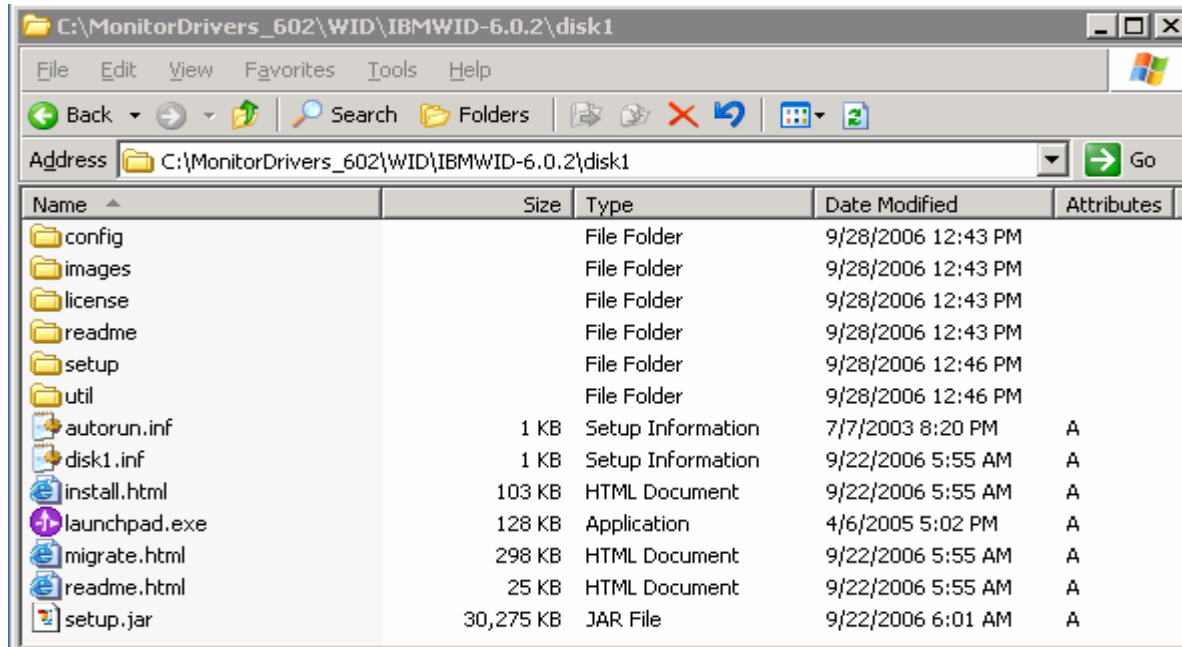 C:\MonitorDrivers_602\WID\IBMWID-6.0.2\disk1
File Edit View Favorites Tools Help
Back Search Folders
Address C:\MonitorDrivers_602\WID\IBMWID-6.0.2\disk1 Go
Name Size Type Date Modified Attributes
config File Folder 9/28/2006 12:43 PM
images File Folder 9/28/2006 12:43 PM
license File Folder 9/28/2006 12:43 PM
readme File Folder 9/28/2006 12:43 PM
setup File Folder 9/28/2006 12:46 PM
util File Folder 9/28/2006 12:46 PM
autorun.inf 1 KB Setup Information 7/7/2003 8:20 PM A
disk1.inf 1 KB Setup Information 9/22/2006 5:55 AM A
install.html 103 KB HTML Document 9/22/2006 5:55 AM A
launchpad.exe 128 KB Application 4/6/2005 5:02 PM A
migrate.html 298 KB HTML Document 9/22/2006 5:55 AM A
readme.html 25 KB HTML Document 9/22/2006 5:55 AM A
setup.jar 30,275 KB JAR File 9/22/2006 6:01 AM A